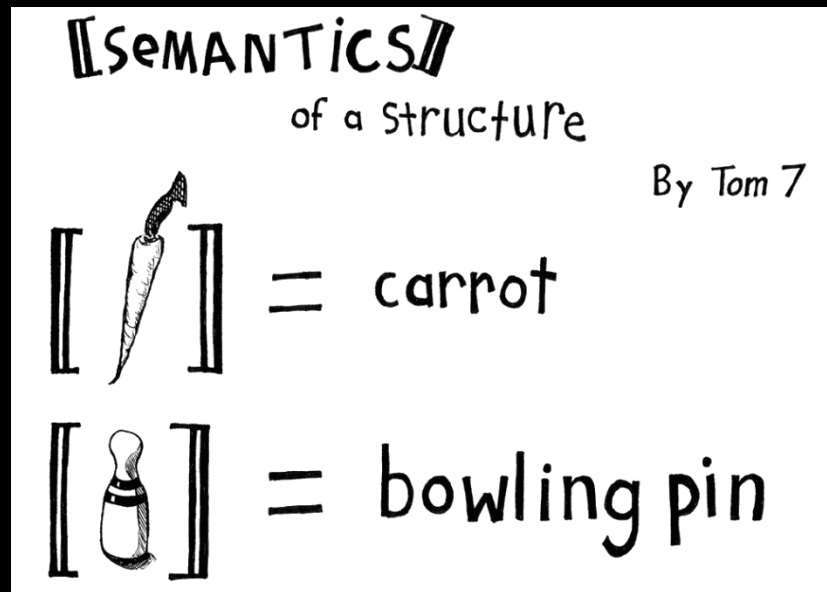 ⟦SeMANTiCS⟧
of a structure
By Tom 7
⟦ ⟧ = carrot
⟦ ⟧ = bowling pin